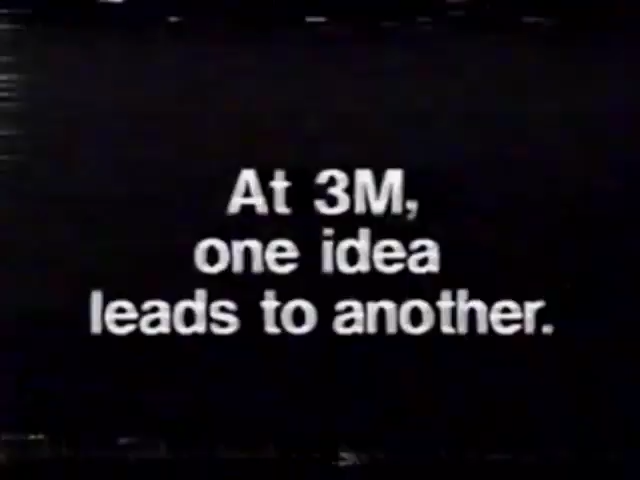 At 3M,
one idea
leads to another.